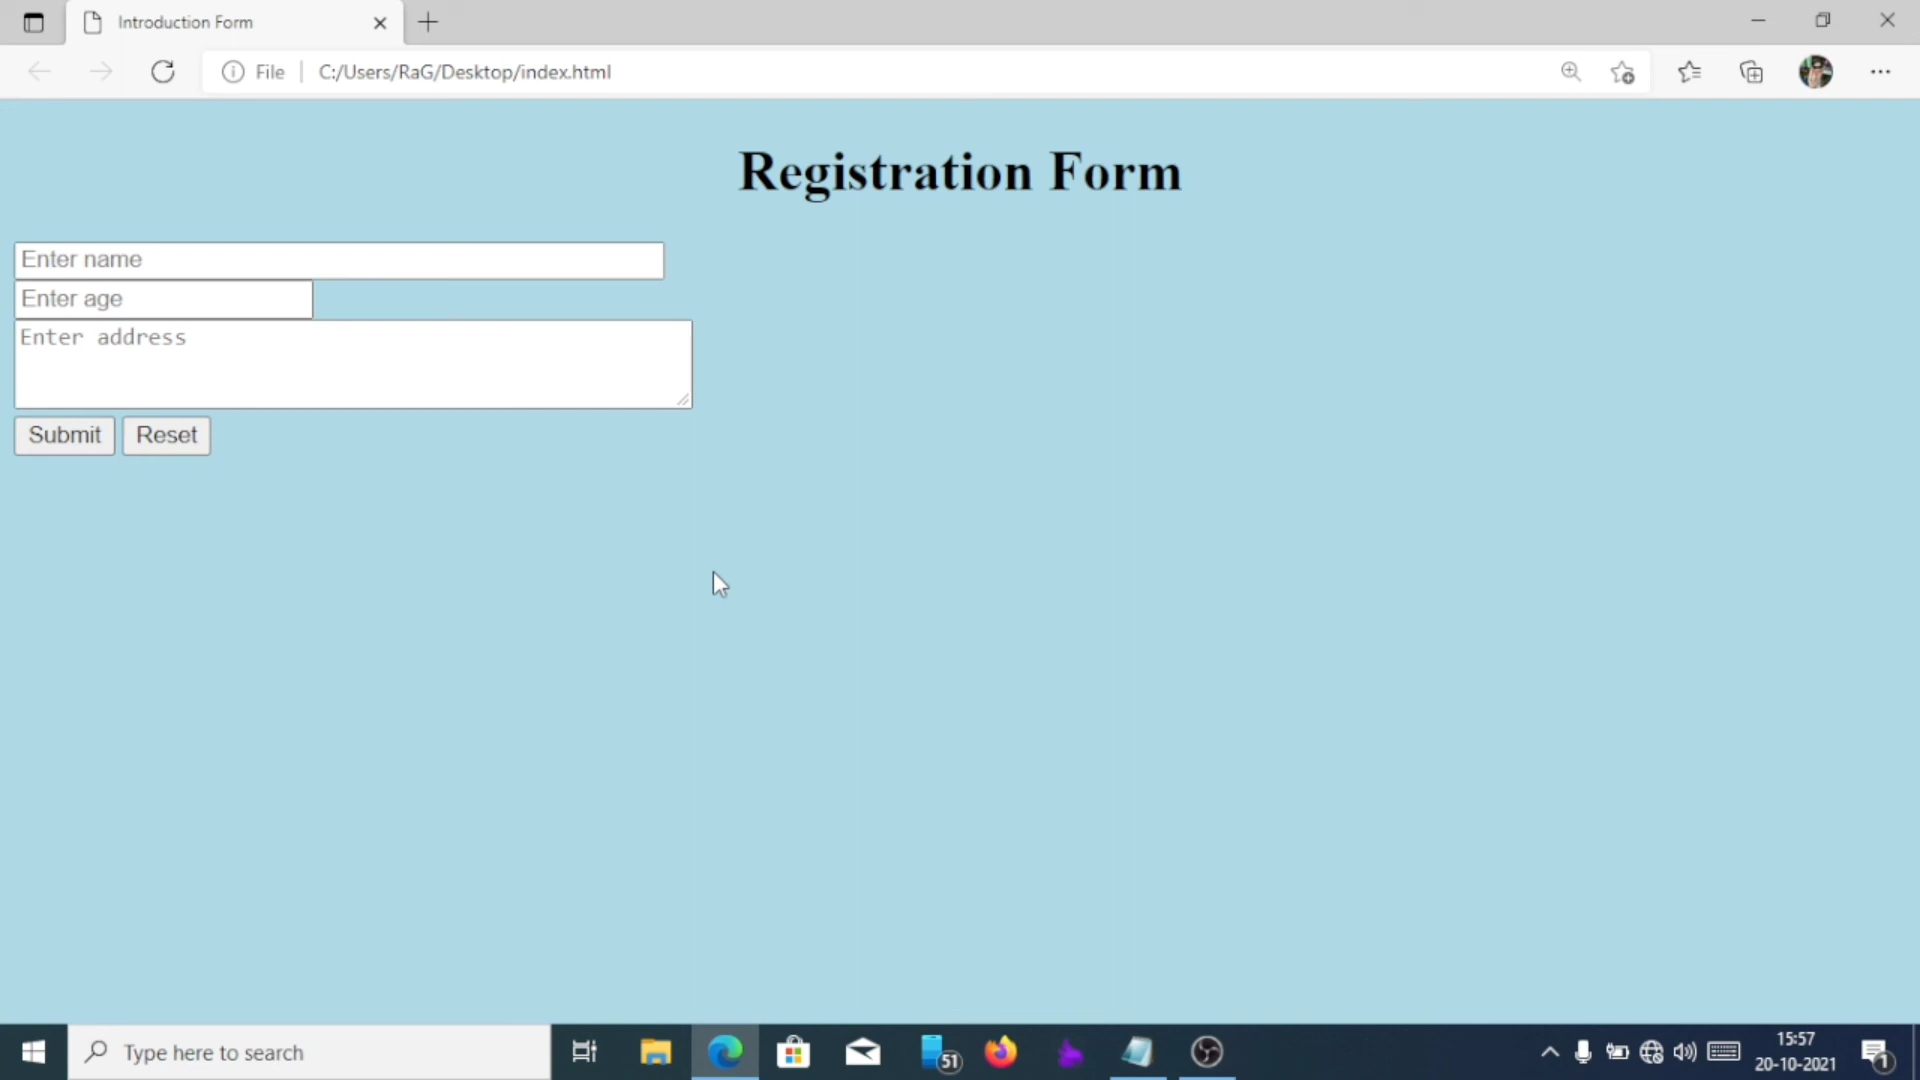 Introduction Form
File
C:/Users/RaG/Desktop/index.html
Registration Form
Enter name
Enter age
Enter address
Submit Reset
Type here to search
51
15:57
20-10-2021
1